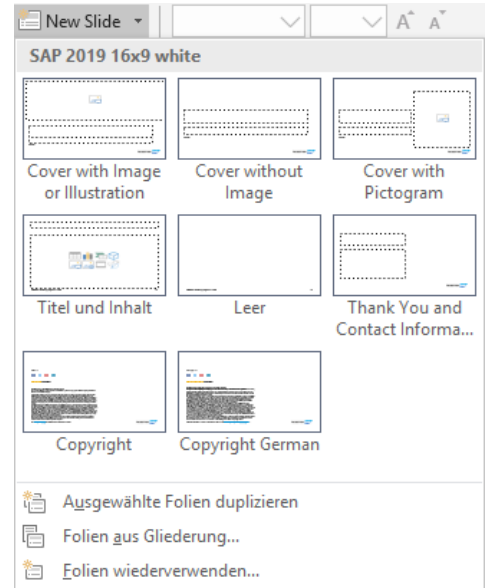 New Slide
SAP 2019 16x9 white
Cover with Image
or Illustration
Cover without
Image
Cover with
Pictogram
Titel und Inhalt
Leer
Thank You and
Contact Informa...
Copyright
Copyright German
Ausgewählte Folien duplizieren
Folien aus Gliederung...
Folien wiederverwenden...